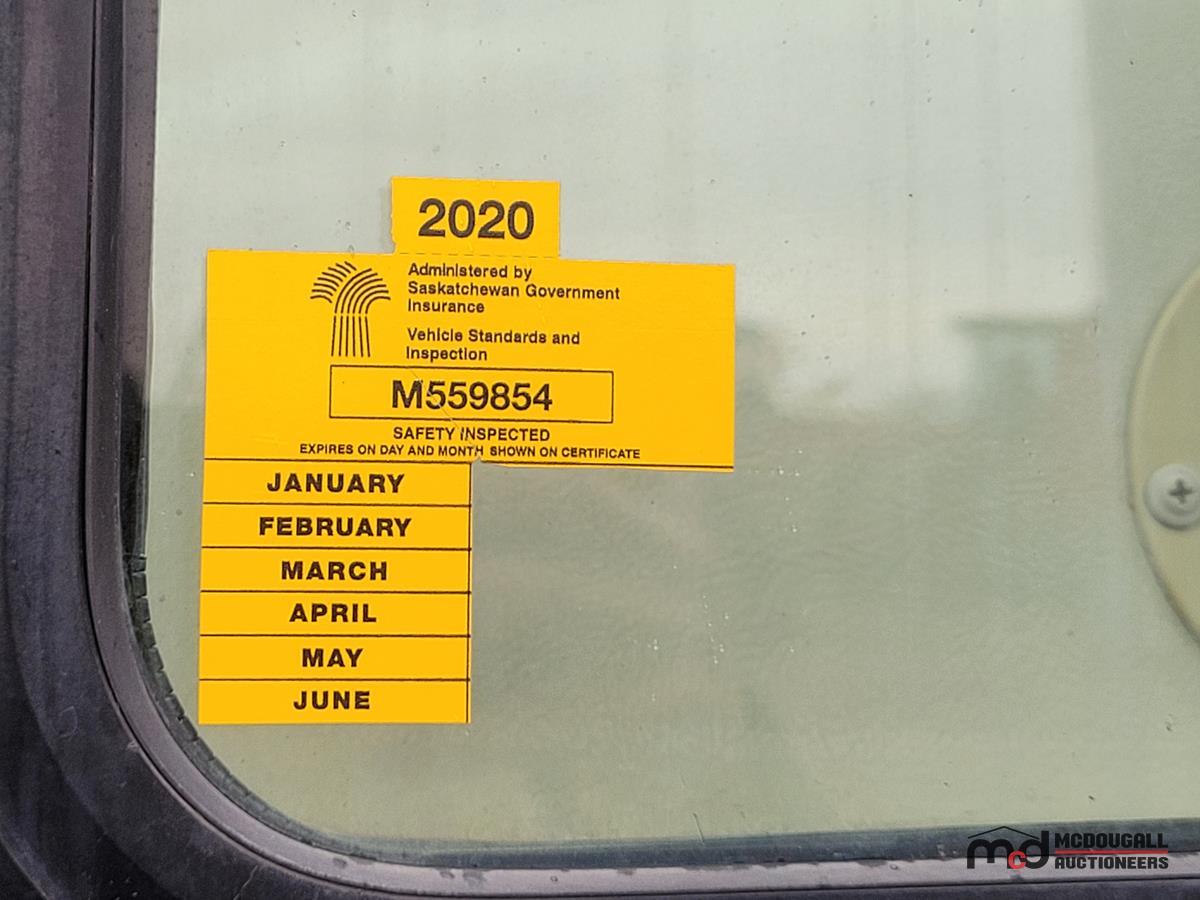 2020
Administered by
Saskatchewan Government
Insurance
Vehicle Standards and
Inspection
M559854
SAFETY INSPECTED
EXPIRES ON DAY AND MONTH SHOWN ON CERTIFICATE
JANUARY
FEBRUARY
MARCH
APRIL
MAY
JUNE
mcd MCDOUGALL
AUCTIONEERS